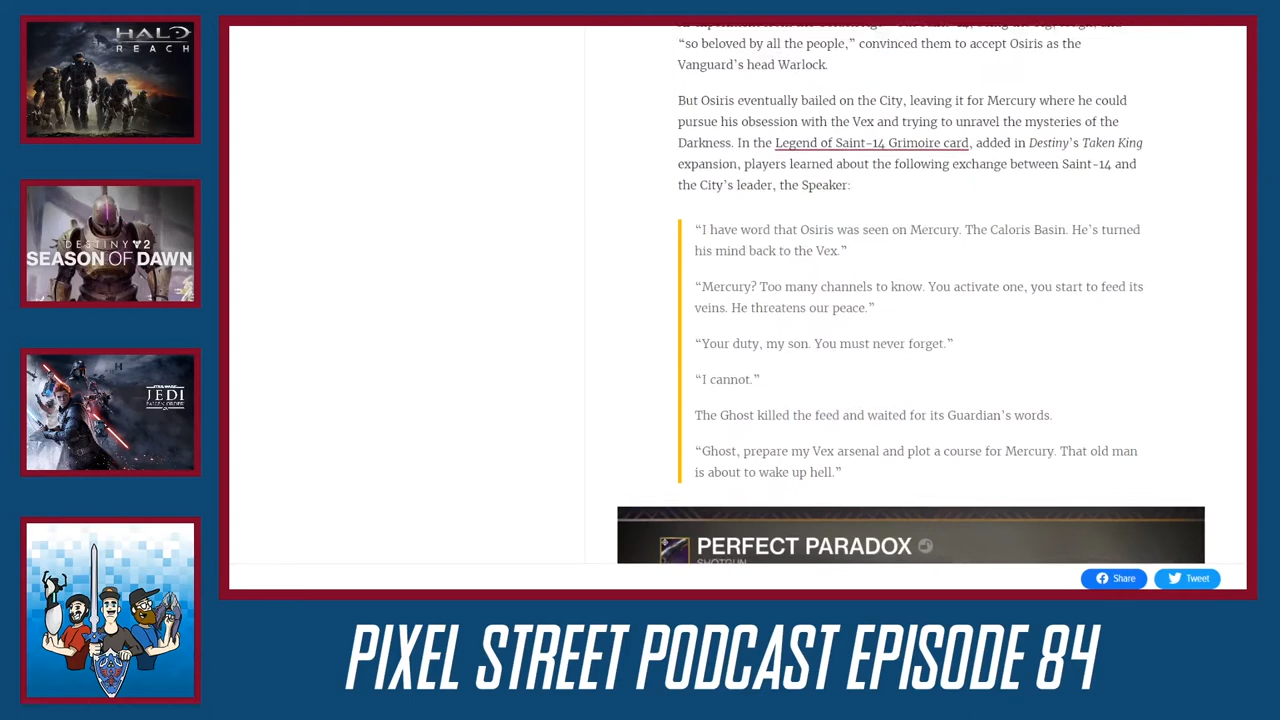 HALO
REACH
DESTINY 2
SEASON OF DAWN
STAR WARS
JEDI
FALLEN ORDER
“so beloved by all the people,” convinced them to accept Osiris as the
Vanguard’s head Warlock.
But Osiris eventually bailed on the City, leaving it for Mercury where he could
pursue his obsession with the Vex and trying to unravel the mysteries of the
Darkness. In the Legend of Saint-14 Grimoire card, added in Destiny’s Taken King
expansion, players learned about the following exchange between Saint-14 and
the City’s leader, the Speaker:
“I have word that Osiris was seen on Mercury. The Caloris Basin. He’s turned
his mind back to the Vex.”
“Mercury? Too many channels to know. You activate one, you start to feed its
veins. He threatens our peace.”
“Your duty, my son. You must never forget.”
“I cannot.”
The Ghost killed the feed and waited for its Guardian’s words.
“Ghost, prepare my Vex arsenal and plot a course for Mercury. That old man
is about to wake up hell.”
PERFECT PARADOX
SHOTGUN
Share
Tweet
PIXEL STREET PODCAST EPISODE 84